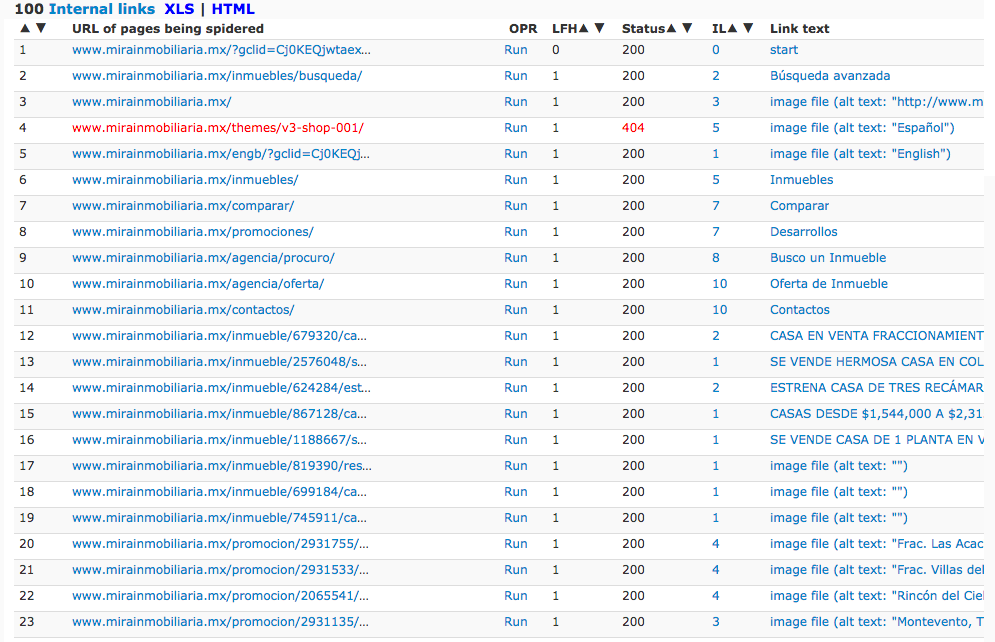 100 Internal links XLS | HTML
▲ ▼ URL of pages being spidered OPR LFH▲ ▼ Status▲ ▼ IL▲ ▼ Link text
1 www.mirainmobiliaria.mx/?gclid=Cj0KEQjwtaex... Run 0 200 0 start
2 www.mirainmobiliaria.mx/inmuebles/busqueda/ Run 1 200 2 Búsqueda avanzada
3 www.mirainmobiliaria.mx/ Run 1 200 3 image file (alt text: "http://www.m
4 www.mirainmobiliaria.mx/themes/v3-shop-001/ Run 1 404 5 image file (alt text: "Español")
5 www.mirainmobiliaria.mx/engb/?gclid=Cj0KEQj... Run 1 200 1 image file (alt text: "English")
6 www.mirainmobiliaria.mx/inmuebles/ Run 1 200 5 Inmuebles
7 www.mirainmobiliaria.mx/comparar/ Run 1 200 7 Comparar
8 www.mirainmobiliaria.mx/promociones/ Run 1 200 7 Desarrollos
9 www.mirainmobiliaria.mx/agencia/procuro/ Run 1 200 8 Busco un Inmueble
10 www.mirainmobiliaria.mx/agencia/oferta/ Run 1 200 10 Oferta de Inmueble
11 www.mirainmobiliaria.mx/contactos/ Run 1 200 10 Contactos
12 www.mirainmobiliaria.mx/inmueble/679320/ca... Run 1 200 2 CASA EN VENTA FRACCIONAMIENT
13 www.mirainmobiliaria.mx/inmueble/2576048/s... Run 1 200 1 SE VENDE HERMOSA CASA EN COL
14 www.mirainmobiliaria.mx/inmueble/624284/est... Run 1 200 2 ESTRENA CASA DE TRES RECÁMAR
15 www.mirainmobiliaria.mx/inmueble/867128/ca... Run 1 200 1 CASAS DESDE $1,544,000 A $2,31
16 www.mirainmobiliaria.mx/inmueble/1188667/s... Run 1 200 1 SE VENDE CASA DE 1 PLANTA EN V
17 www.mirainmobiliaria.mx/inmueble/819390/res... Run 1 200 1 image file (alt text: "")
18 www.mirainmobiliaria.mx/inmueble/699184/ca... Run 1 200 1 image file (alt text: "")
19 www.mirainmobiliaria.mx/inmueble/745911/ca... Run 1 200 1 image file (alt text: "")
20 www.mirainmobiliaria.mx/promocion/2931755/... Run 1 200 4 image file (alt text: "Frac. Las Acac
21 www.mirainmobiliaria.mx/promocion/2931533/... Run 1 200 4 image file (alt text: "Frac. Villas del
22 www.mirainmobiliaria.mx/promocion/2065541/... Run 1 200 4 image file (alt text: "Rincón del Cie
23 www.mirainmobiliaria.mx/promocion/2931135/... Run 1 200 3 image file (alt text: "Montevento, T